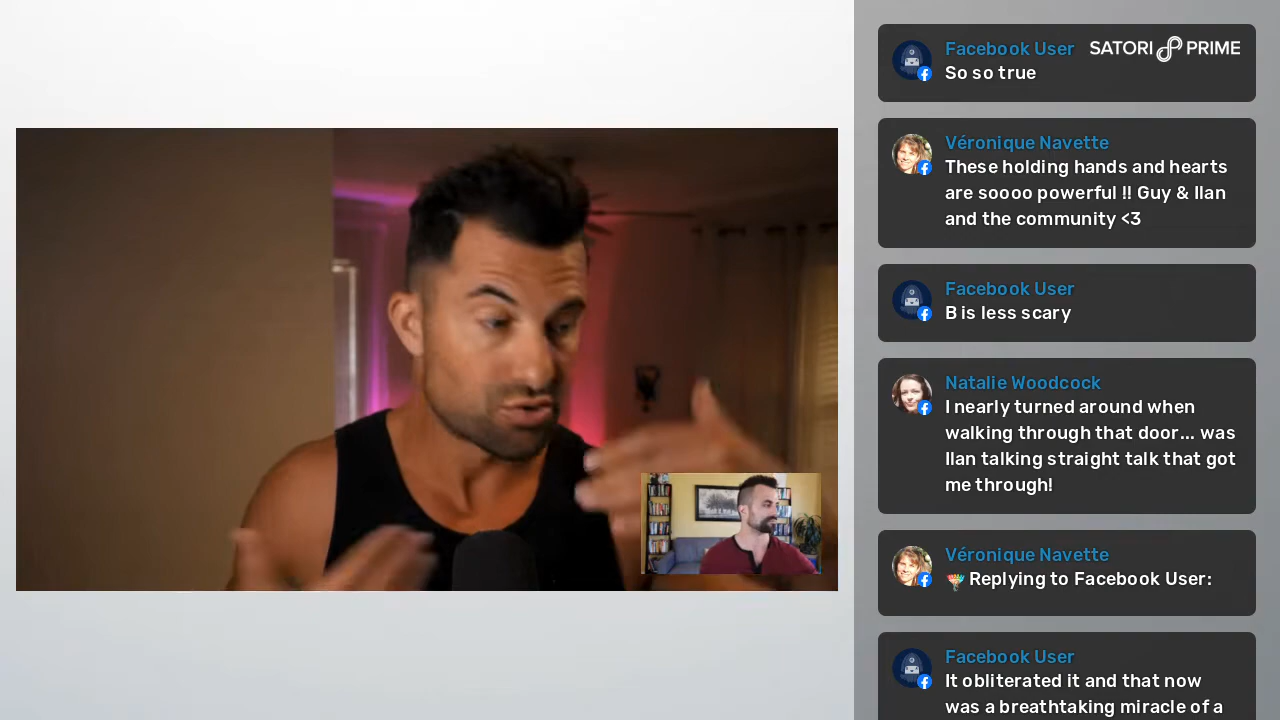 Facebook User
SATORI PRIME
So so true
Véronique Navette
These holding hands and hearts
are soooo powerful !! Guy & Ilan
and the community <3
Facebook User
B is less scary
Natalie Woodcock
I nearly turned around when
walking through that door... was
Ilan talking straight talk that got
me through!
Véronique Navette
Replying to Facebook User:
Facebook User
It obliterated it and that now
was a breathtaking miracle of a